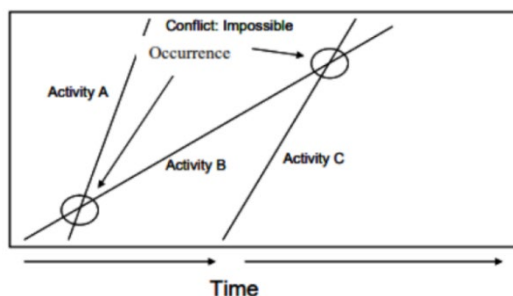 Conflict: Impossible
Occurrence
Activity A
Activity B
Activity C
Time